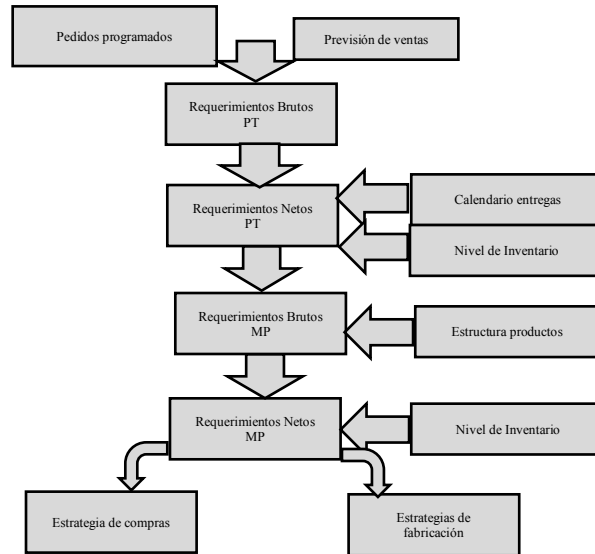 Pedidos programados
Previsión de ventas
Requerimientos Brutos
PT
Requerimientos Netos
PT
Calendario entregas
Nivel de Inventario
Requerimientos Brutos
MP
Estructura productos
Requerimientos Netos
MP
Nivel de Inventario
Estrategia de compras
Estrategias de
fabricación